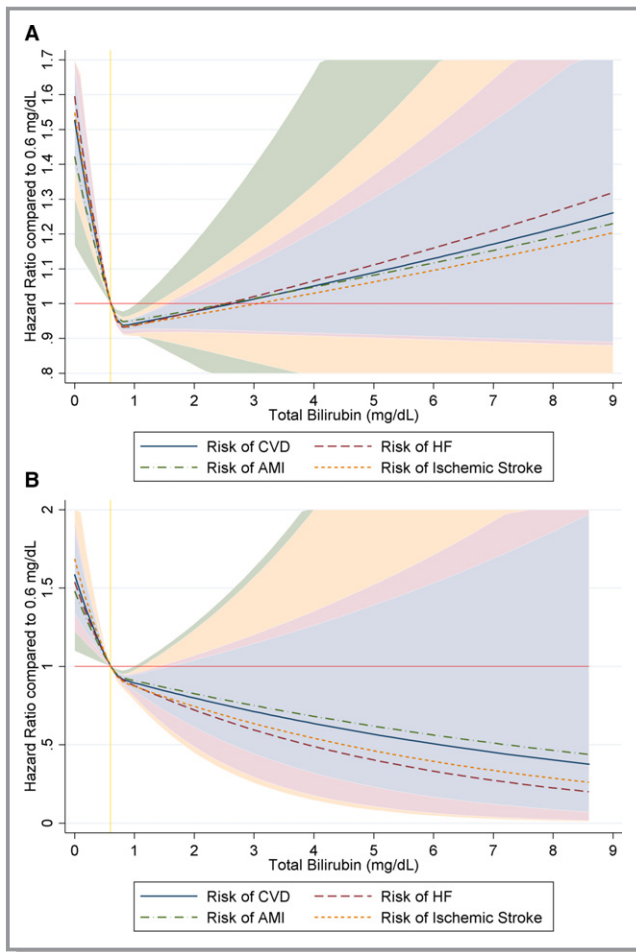 A
Hazard Ratio compared to 0.6 mg/dL
1.7
1.6
1.5
1.4
1.3
1.2
1.1
1
.9
.8
0 1 2 3 4 5 6 7 8 9
Total Bilirubin (mg/dL)
Risk of CVD Risk of HF
Risk of AMI Risk of Ischemic Stroke
B
Hazard Ratio compared to 0.6 mg/dL
2
1.5
1
.5
0
0 1 2 3 4 5 6 7 8 9
Total Bilirubin (mg/dL)
Risk of CVD Risk of HF
Risk of AMI Risk of Ischemic Stroke